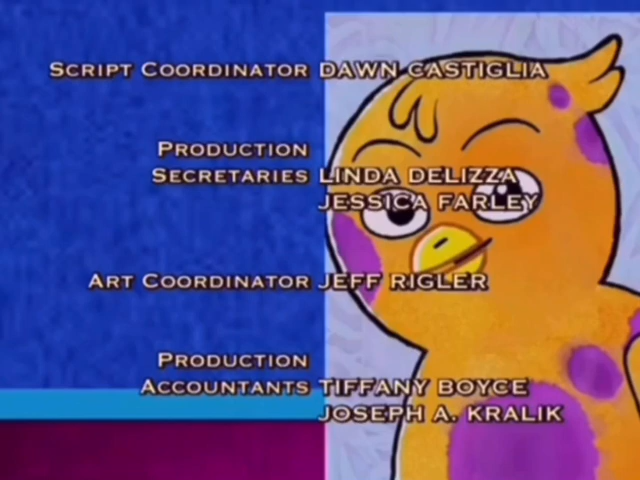 SCRIPT COORDINATOR DAWN CASTIGLIA
PRODUCTION
SECRETARIES LINDA DELIZZA
JESSICA FARLEY
ART COORDINATOR JEFF RIGLER
PRODUCTION
ACCOUNTANTS TIFFANY BOYCE
JOSEPH A. KRALIK